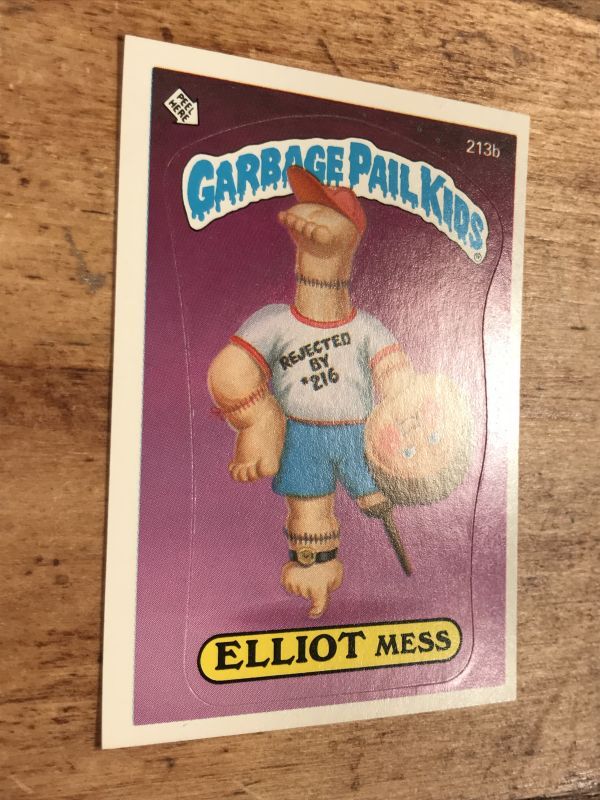 PEEL
HERE
213b
GARBAGE PAIL KIDS
®
REJECTED
BY
#216
ELLIOT MESS